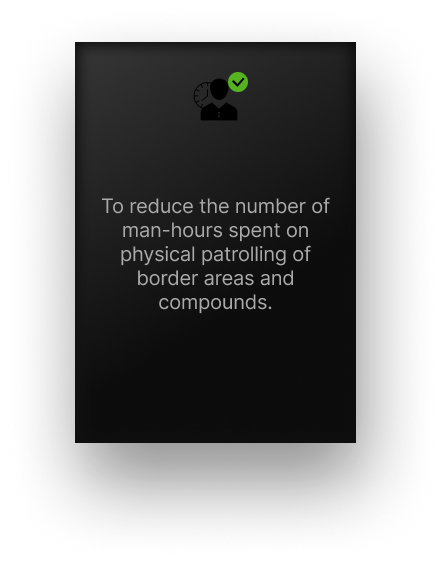 To reduce the number of
man-hours spent on
physical patrolling of
border areas and
compounds.